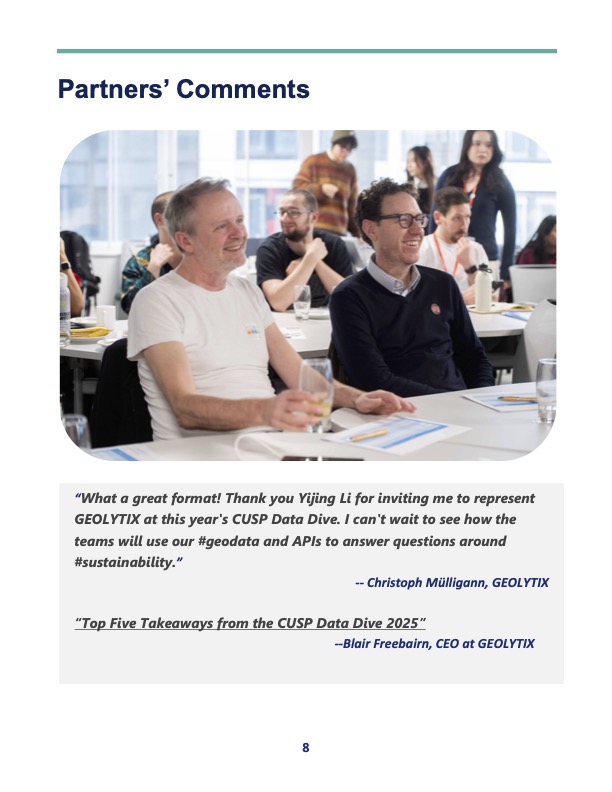 Partners’ Comments
“What a great format! Thank you Yijing Li for inviting me to represent
GEOLYTIX at this year's CUSP Data Dive. I can't wait to see how the
teams will use our #geodata and APIs to answer questions around
#sustainability.”
-- Christoph Mülligann, GEOLYTIX
“Top Five Takeaways from the CUSP Data Dive 2025”
--Blair Freebairn, CEO at GEOLYTIX
8